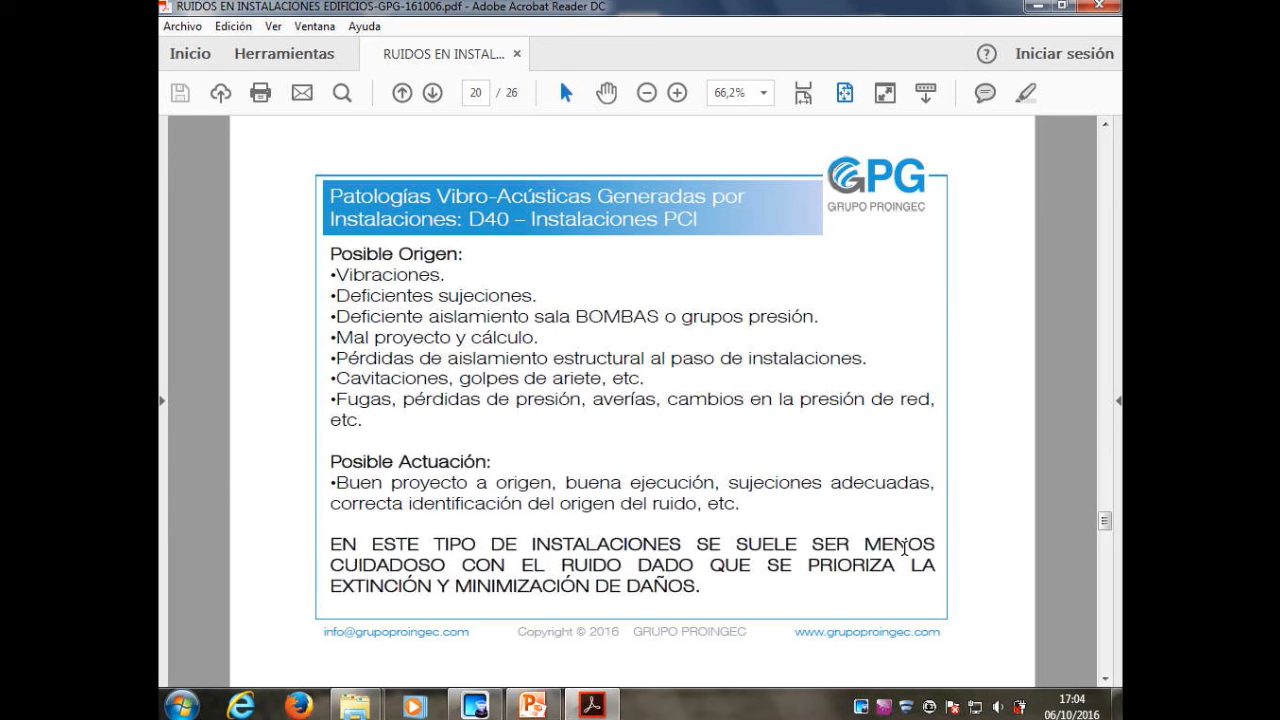 RUIDOS EN INSTALACIONES EDIFICIOS-GPG-161006.pdf - Adobe Acrobat Reader DC
Archivo Edición Ver Ventana Ayuda
Inicio Herramientas RUIDOS EN INSTAL... × Iniciar sesión
20 / 26 66,2%
GPG
GRUPO PROINGEC
Patologías Vibro-Acústicas Generadas por
Instalaciones: D40 – Instalaciones PCI
Posible Origen:
•Vibraciones.
•Deficientes sujeciones.
•Deficiente aislamiento sala BOMBAS o grupos presión.
•Mal proyecto y cálculo.
•Pérdidas de aislamiento estructural al paso de instalaciones.
•Cavitaciones, golpes de ariete, etc.
•Fugas, pérdidas de presión, averías, cambios en la presión de red,
etc.
Posible Actuación:
•Buen proyecto a origen, buena ejecución, sujeciones adecuadas,
correcta identificación del origen del ruido, etc.
EN ESTE TIPO DE INSTALACIONES SE SUELE SER MENOS
CUIDADOSO CON EL RUIDO DADO QUE SE PRIORIZA LA
EXTINCIÓN Y MINIMIZACIÓN DE DAÑOS.
info@grupoproingec.com Copyright © 2016 GRUPO PROINGEC www.grupoproingec.com
17:04
06/10/2016